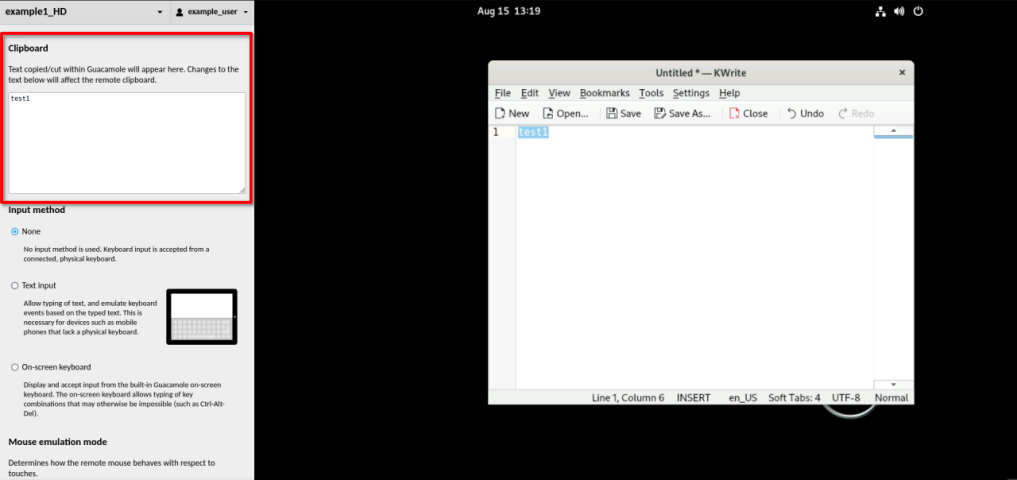 example1_HD
example_user
Clipboard
Text copied/cut within Guacamole will appear here. Changes to the
text below will affect the remote clipboard.
test1
Input method
None
No input method is used. Keyboard input is accepted from a
connected, physical keyboard.
Text input
Allow typing of text, and emulate keyboard
events based on the typed text. This is
necessary for devices such as mobile
phones that lack a physical keyboard.
On-screen keyboard
Display and accept input from the built-in Guacamole on-screen
keyboard. The on-screen keyboard allows typing of key
combinations that may otherwise be impossible (such as Ctrl-Alt-
Del).
Mouse emulation mode
Determines how the remote mouse behaves with respect to
touches.
Aug 15 13:19
Untitled * — KWrite
File Edit View Bookmarks Tools Settings Help
New Open... Save Save As... Close Undo Redo
1 test1
Line 1, Column 6 INSERT en_US Soft Tabs: 4 UTF-8 Normal